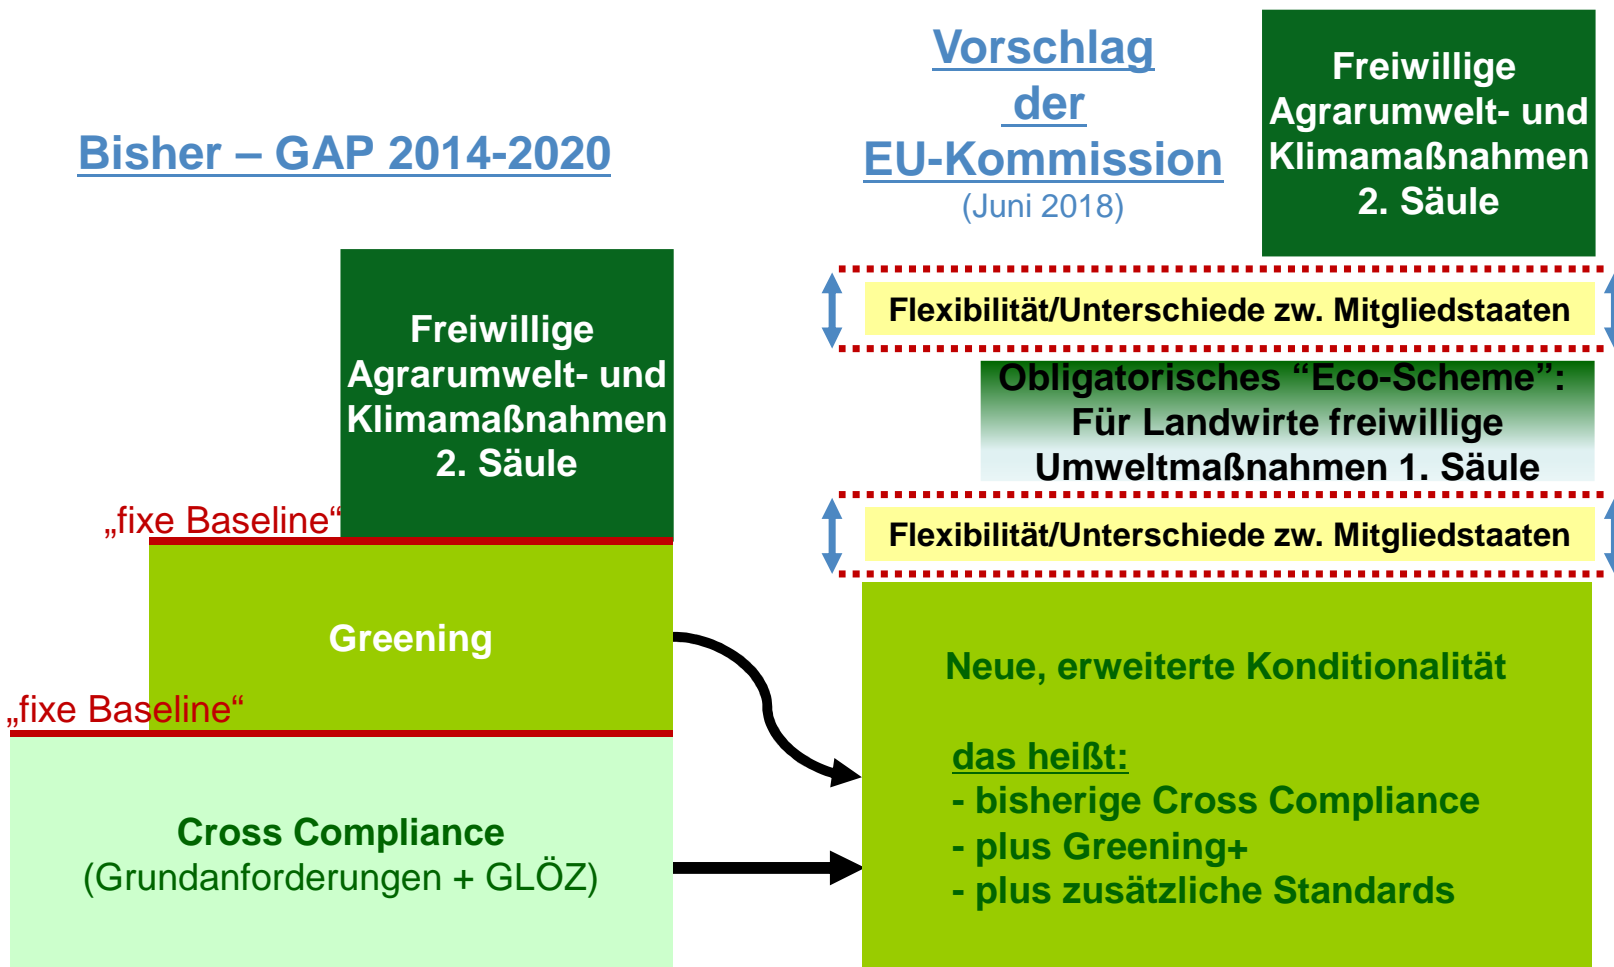 Bisher – GAP 2014-2020
Freiwillige
Agrarumwelt- und
Klimamaßnahmen
2. Säule
„fixe Baseline“
Greening
„fixe Baseline“
Cross Compliance
(Grundanforderungen + GLÖZ)
Vorschlag
der
EU-Kommission
(Juni 2018)
Freiwillige
Agrarumwelt- und
Klimamaßnahmen
2. Säule
Flexibilität/Unterschiede zw. Mitgliedstaaten
Obligatorisches “Eco-Scheme”:
Für Landwirte freiwillige
Umweltmaßnahmen 1. Säule
Flexibilität/Unterschiede zw. Mitgliedstaaten
Neue, erweiterte Konditionalität
das heißt:
- bisherige Cross Compliance
- plus Greening+
- plus zusätzliche Standards